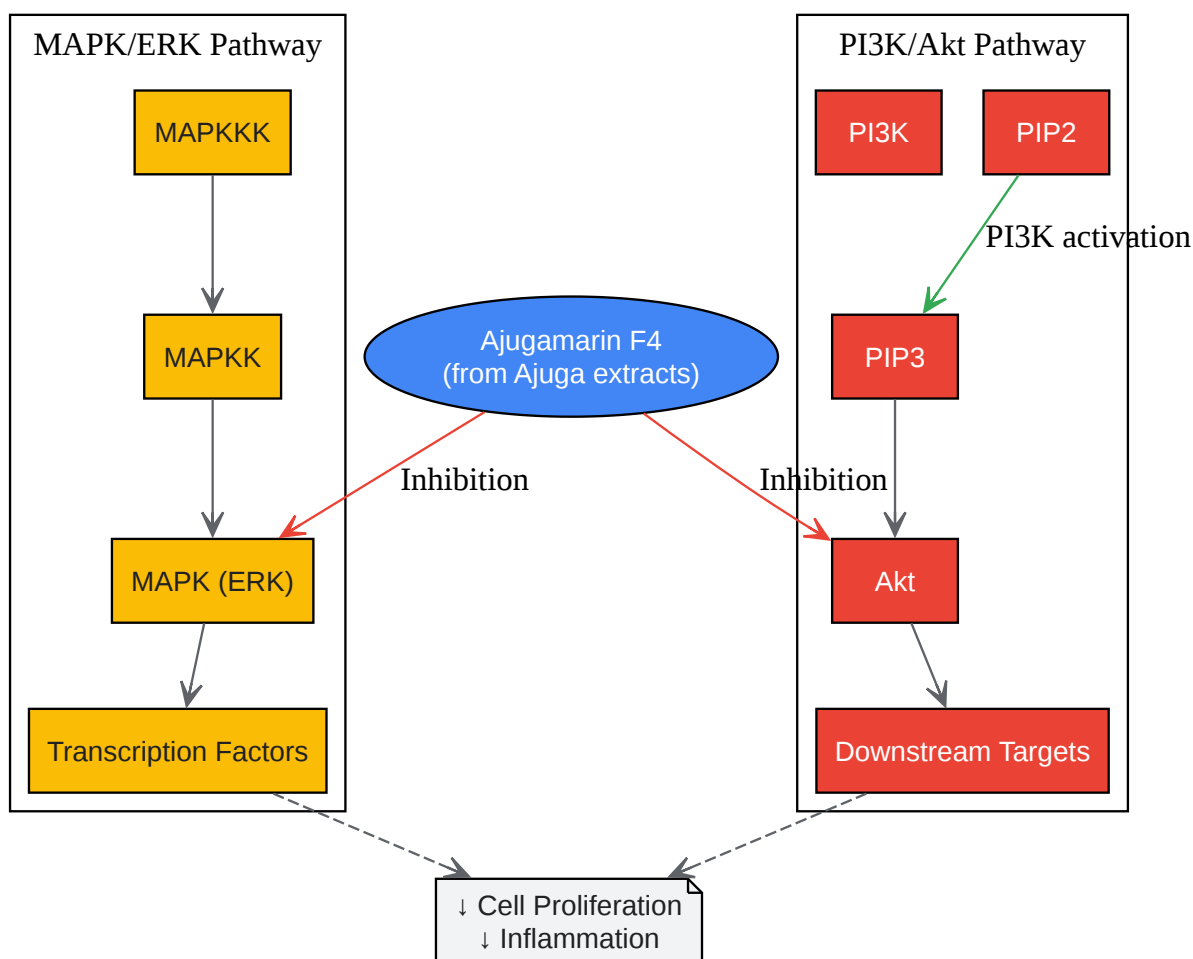 MAPK/ERK Pathway
PI3K/Akt Pathway
MAPKKK
PI3K
PIP2
PI3K activation
MAPKK
Ajugamarin F4
(from Ajuga extracts)
PIP3
Inhibition
Inhibition
MAPK (ERK)
Akt
Transcription Factors
Downstream Targets
↓ Cell Proliferation
↓ Inflammation